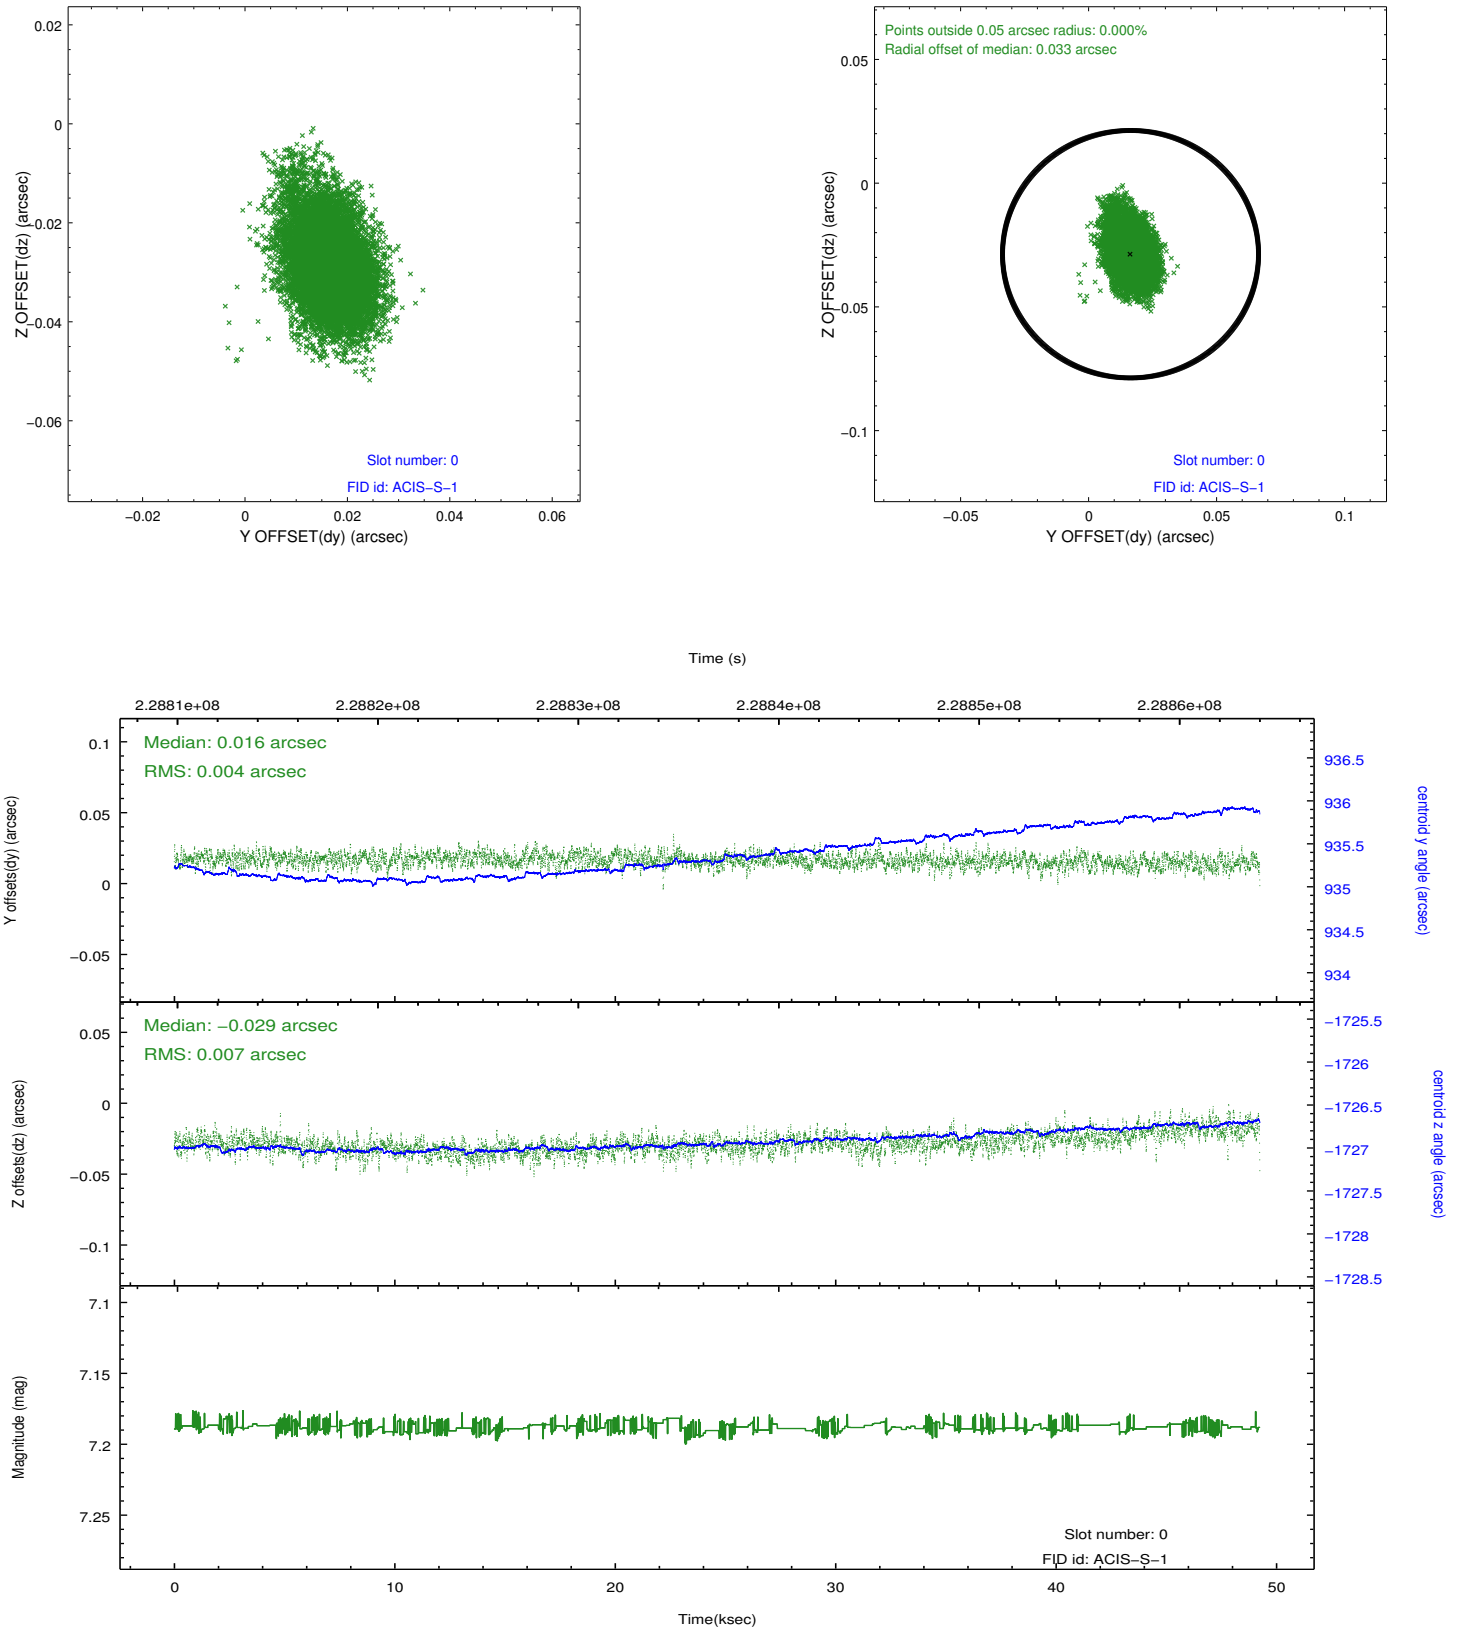 0.02
0
−0.02
−0.04
−0.06
Z OFFSET(dz) (arcsec)
Slot number: 0
FID id: ACIS−S−1
−0.02
0
0.02
0.04
0.06
Y OFFSET(dy) (arcsec)
Points outside 0.05 arcsec radius: 0.000%
Radial offset of median: 0.033 arcsec
0.05
0
−0.05
−0.1
Z OFFSET(dz) (arcsec)
Slot number: 0
FID id: ACIS−S−1
−0.05
0
0.05
0.1
Y OFFSET(dy) (arcsec)
Time (s)
2.2881e+08
2.2882e+08
2.2883e+08
2.2884e+08
2.2885e+08
2.2886e+08
Median: 0.016 arcsec
RMS: 0.004 arcsec
0.1
0.05
0
−0.05
Y offsets(dy) (arcsec)
936.5
936
935.5
935
934.5
934
centroid y angle (arcsec)
Median: −0.029 arcsec
RMS: 0.007 arcsec
0.05
0
−0.05
−0.1
Z offsets(dz) (arcsec)
−1725.5
−1726
−1726.5
−1727
−1727.5
−1728
−1728.5
centroid z angle (arcsec)
7.1
7.15
7.2
7.25
Magnitude (mag)
Slot number: 0
FID id: ACIS−S−1
0
10
20
30
40
50
Time(ksec)